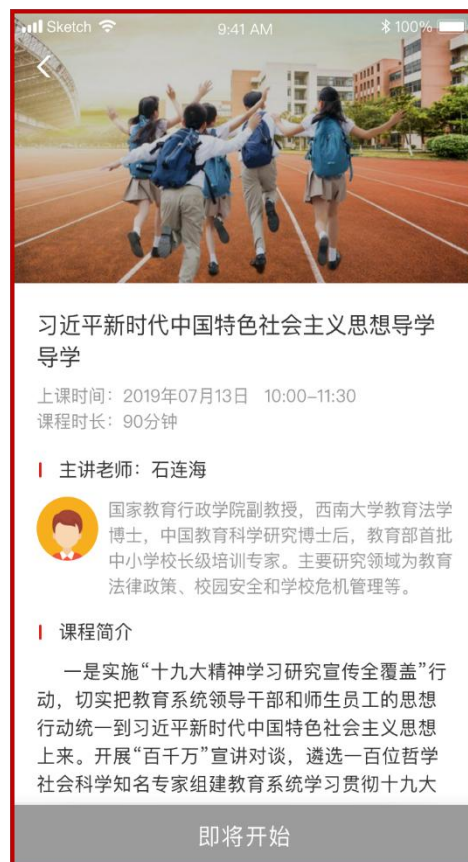 Sketch 9:41 AM 100%
习近平新时代中国特色社会主义思想导学
导学
上课时间：2019年07月13日 10:00-11:30
课程时长：90分钟
主讲老师：石连海
国家教育行政学院副教授，西南大学教育法学
博士，中国教育科学研究博士后，教育部首批
中小学校长级培训专家。主要研究领域为教育
法律政策、校园安全和学校危机管理等。
课程简介
一是实施“十九大精神学习研究宣传全覆盖”行
动，切实把教育系统领导干部和师生员工的思想
行动统一到习近平新时代中国特色社会主义思想
上来。开展“百千万”宣讲对谈，遴选一百位哲学
社会科学知名专家组建教育系统学习贯彻十九大
即将开始